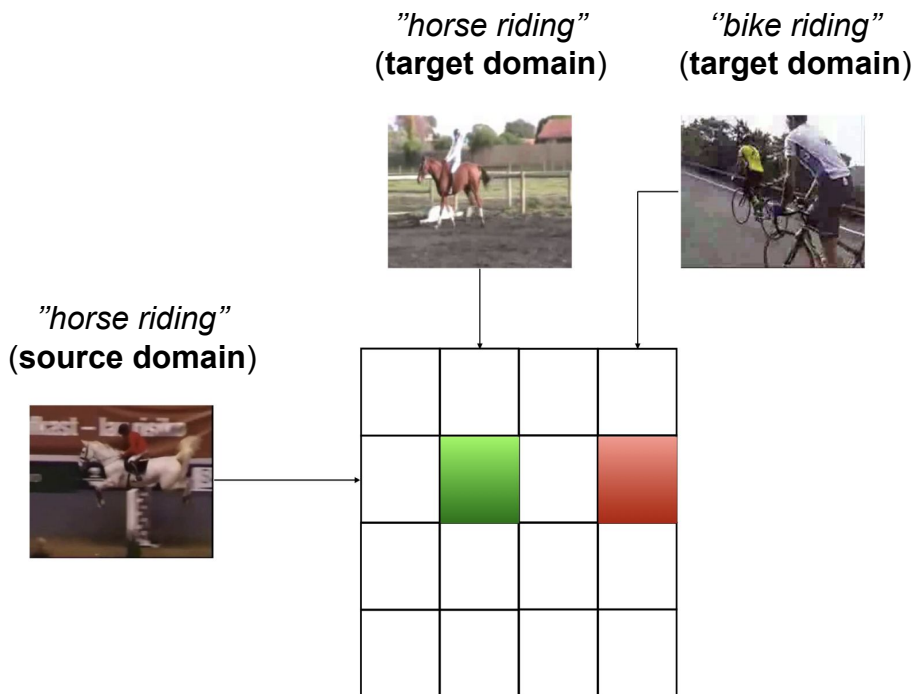 ”horse riding”
(target domain)
‘’bike riding”
(target domain)
”horse riding”
(source domain)